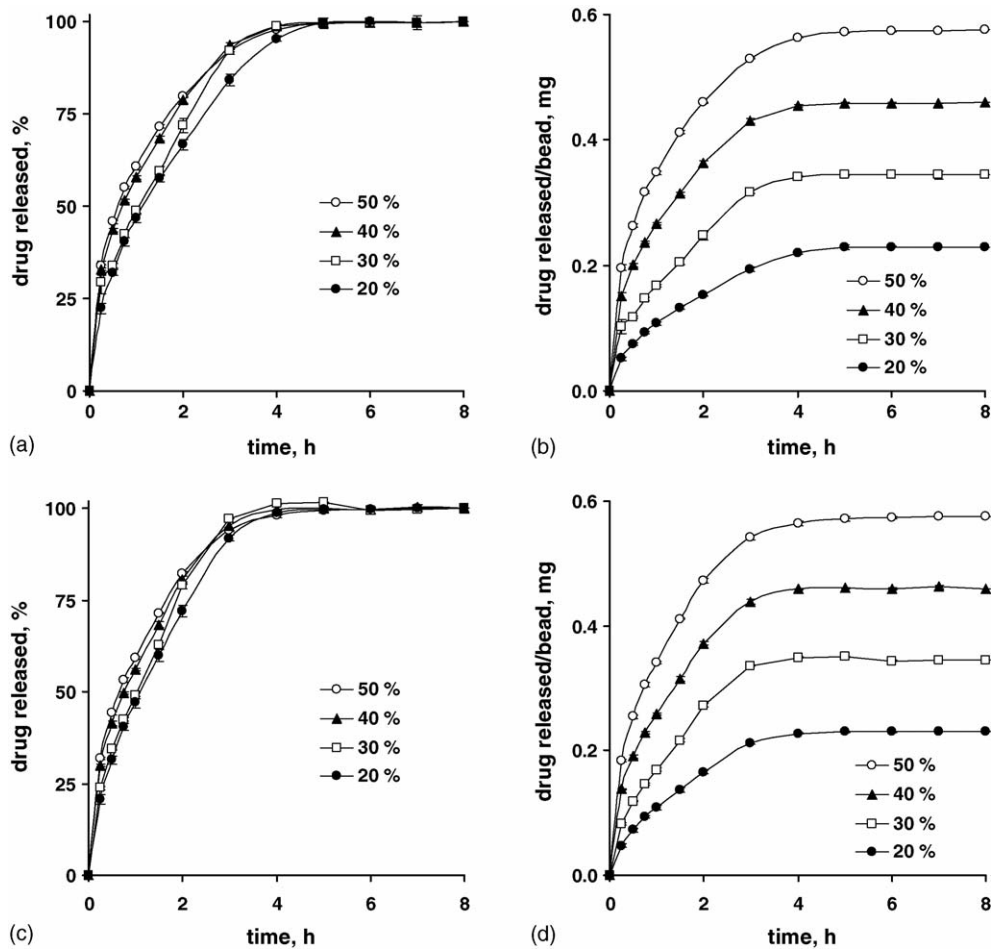 100
75
50
25
0
drug released, %
50 %
40 %
30 %
20 %
0 2 4 6 8
time, h
(a)
0.6
0.4
0.2
0.0
drug released/bead, mg
50 %
40 %
30 %
20 %
0 2 4 6 8
time, h
(b)
100
75
50
25
0
drug released, %
50 %
40 %
30 %
20 %
0 2 4 6 8
time, h
(c)
0.6
0.4
0.2
0.0
drug released/bead, mg
50 %
40 %
30 %
20 %
0 2 4 6 8
time, h
(d)